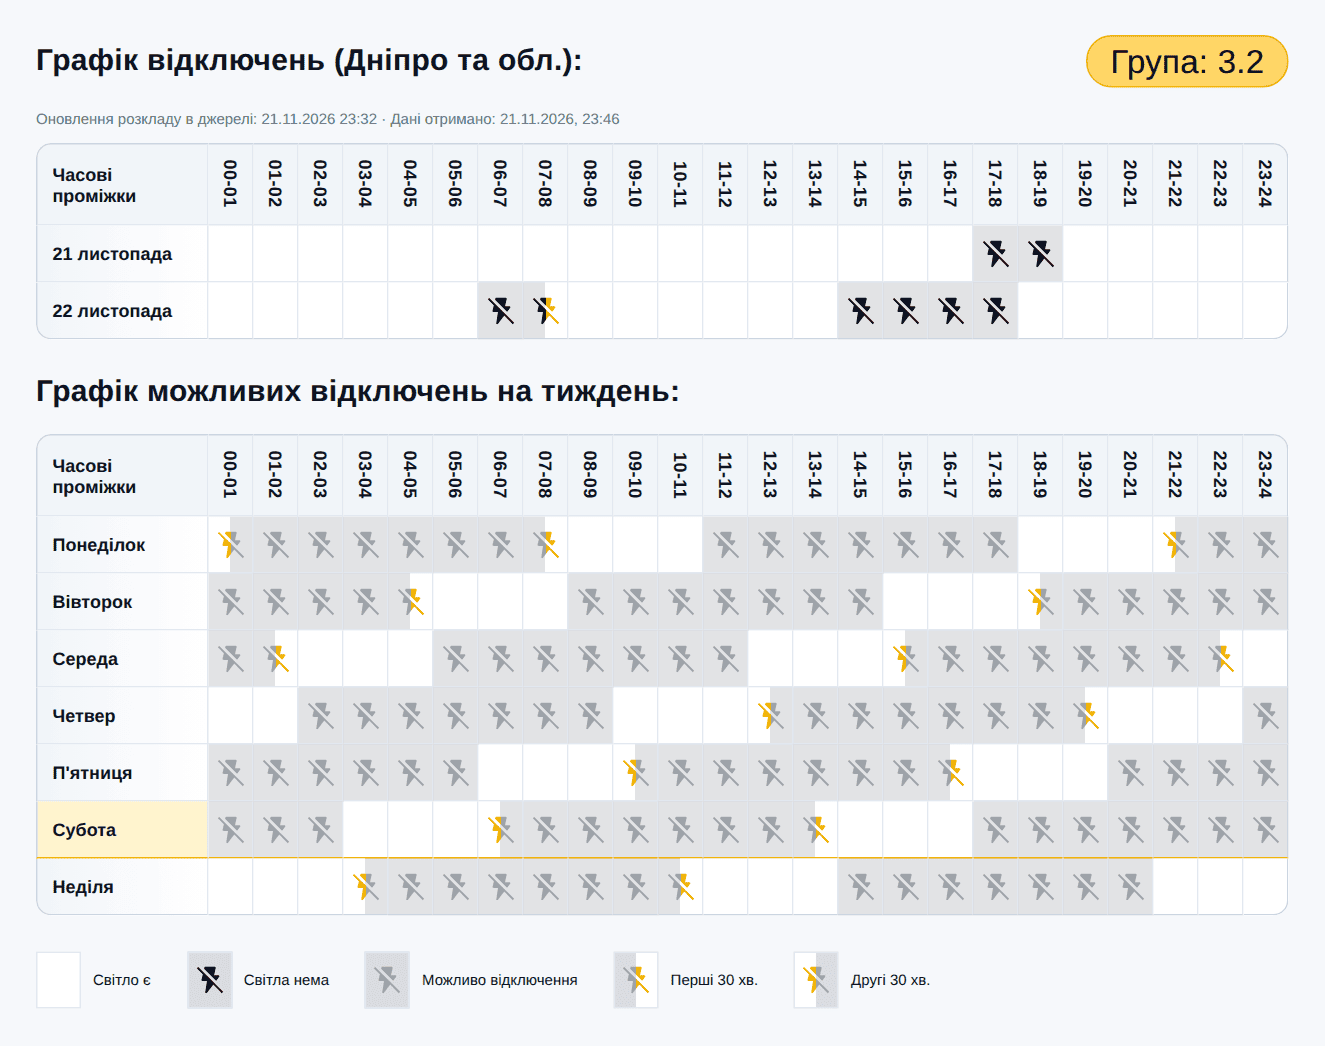 Графік відключень (Дніпро та обл.):
Група: 3.2
Оновлення розкладу в джерелі: 21.11.2026 23:32 · Дані отримано: 21.11.2026, 23:46
Часові проміжки 00-01 01-02 02-03 03-04 04-05 05-06 06-07 07-08 08-09 09-10 10-11 11-12 12-13 13-14 14-15 15-16 16-17 17-18 18-19 19-20 20-21 21-22 22-23 23-24
21 листопада
22 листопада
Графік можливих відключень на тиждень:
Часові проміжки 00-01 01-02 02-03 03-04 04-05 05-06 06-07 07-08 08-09 09-10 10-11 11-12 12-13 13-14 14-15 15-16 16-17 17-18 18-19 19-20 20-21 21-22 22-23 23-24
Понеділок
Вівторок
Середа
Четвер
П'ятниця
Субота
Неділя
Світло є Світла нема Можливо відключення Перші 30 хв. Другі 30 хв.